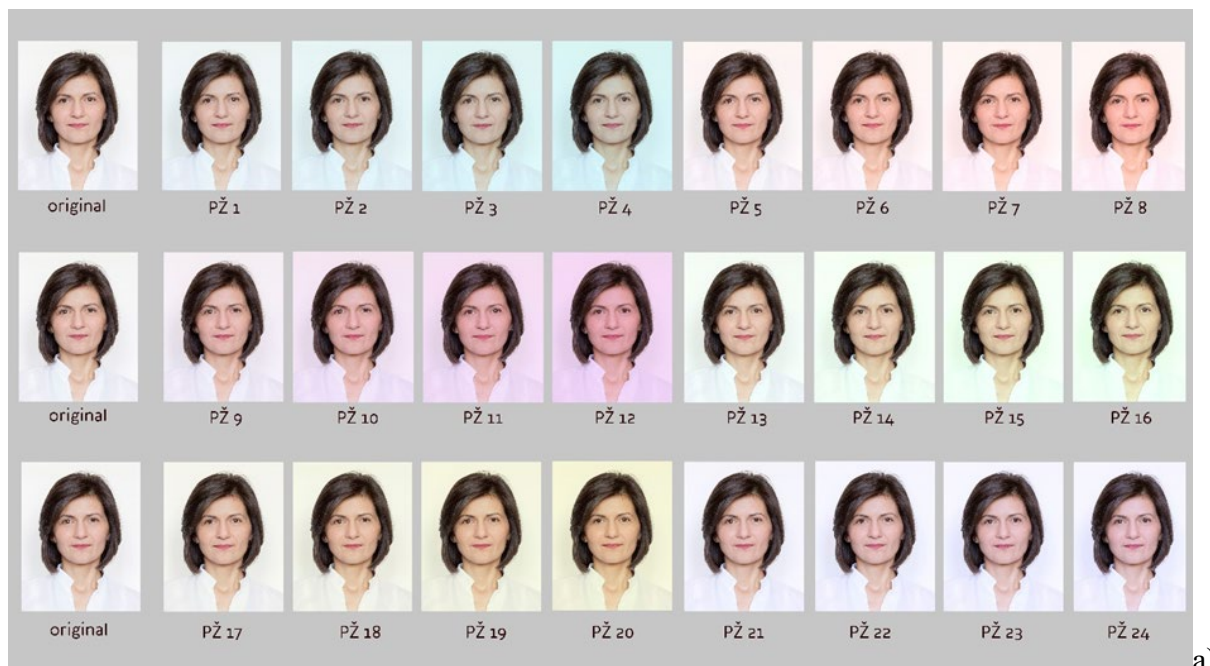 original PŽ 1 PŽ 2 PŽ 3 PŽ 4 PŽ 5 PŽ 6 PŽ 7 PŽ 8
original PŽ 9 PŽ 10 PŽ 11 PŽ 12 PŽ 13 PŽ 14 PŽ 15 PŽ 16
original PŽ 17 PŽ 18 PŽ 19 PŽ 20 PŽ 21 PŽ 22 PŽ 23 PŽ 24
a)